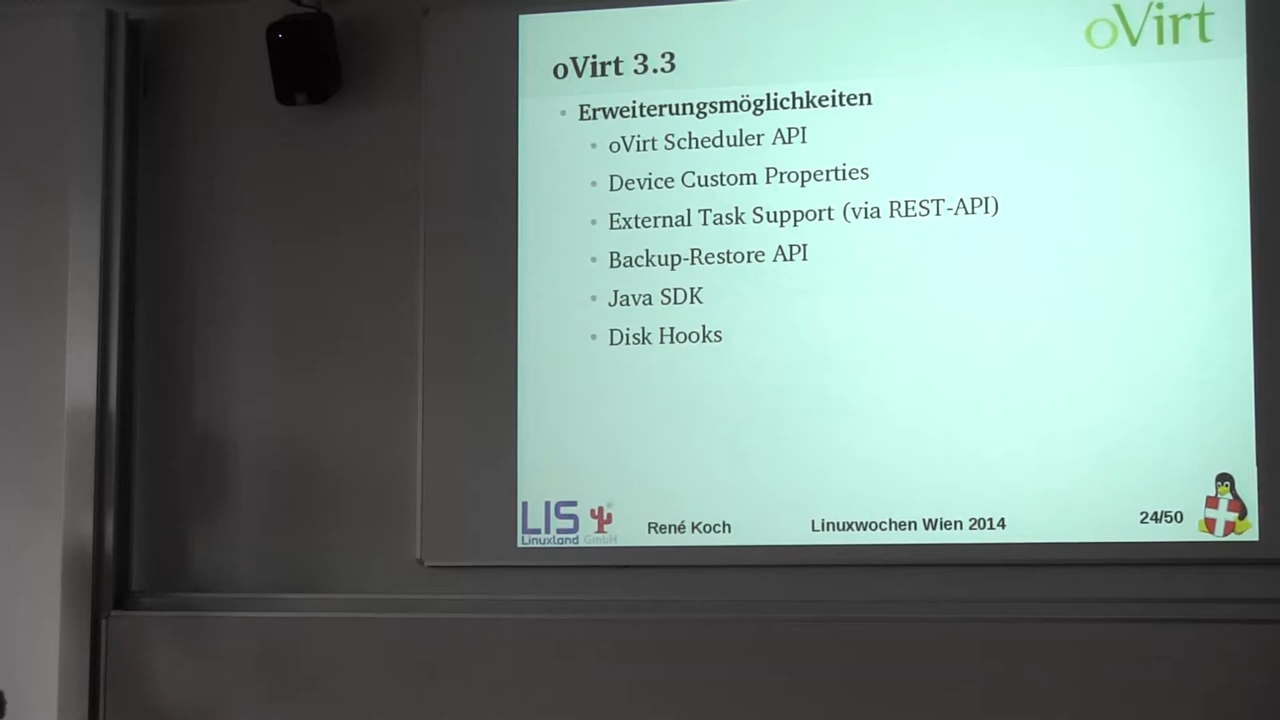 oVirt
oVirt 3.3
Erweiterungsmöglichkeiten
oVirt Scheduler API
Device Custom Properties
External Task Support (via REST-API)
Backup-Restore API
Java SDK
Disk Hooks
LIS
Linuxland GmbH
René Koch
Linuxwochen Wien 2014
24/50